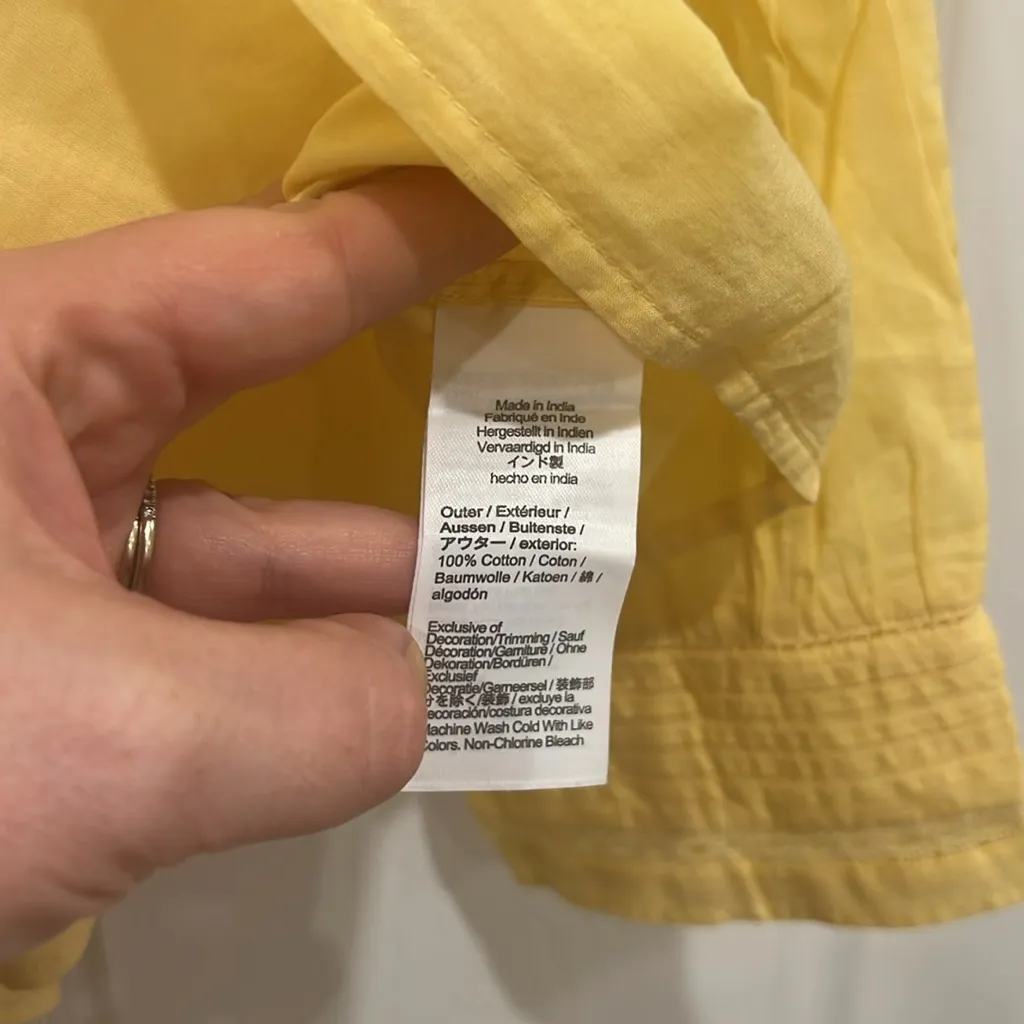 Made in India
Fabriqué en Inde
Hergestellt in Indien
Vervaardigd in India
インド製
hecho en india
Outer / Extérieur /
Aussen / Buitenste /
アウター / exterior:
100% Cotton / Coton /
Baumwolle / Katoen / 綿 /
algodón
Exclusive of
Decoration/Trimming / Sauf
Décoration/Garniture / Ohne
Dekoration/Bordüren /
Exclusief
ecoratie/Garneersel / 装飾部
を除く/装飾 / excluye la
ecoración/costura decorativa
Machine Wash Cold With Like
Colors. Non-Chlorine Bleach